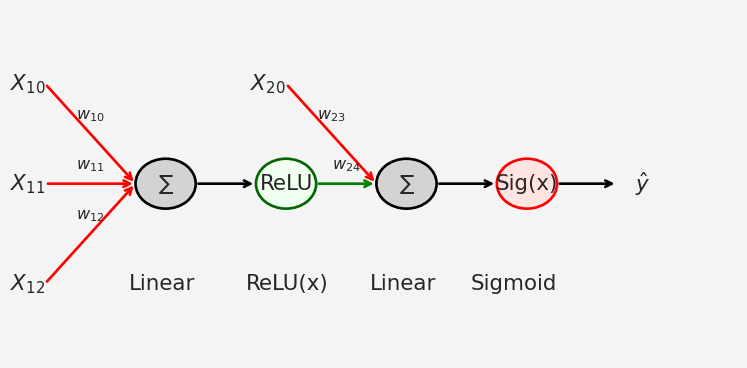 X₁₀ X₂₀
w₁₀ w₂₃
w₁₁ w₂₄
X₁₁ Σ ReLU Σ Sig(x) ŷ
w₁₂
X₁₂ Linear ReLU(x) Linear Sigmoid